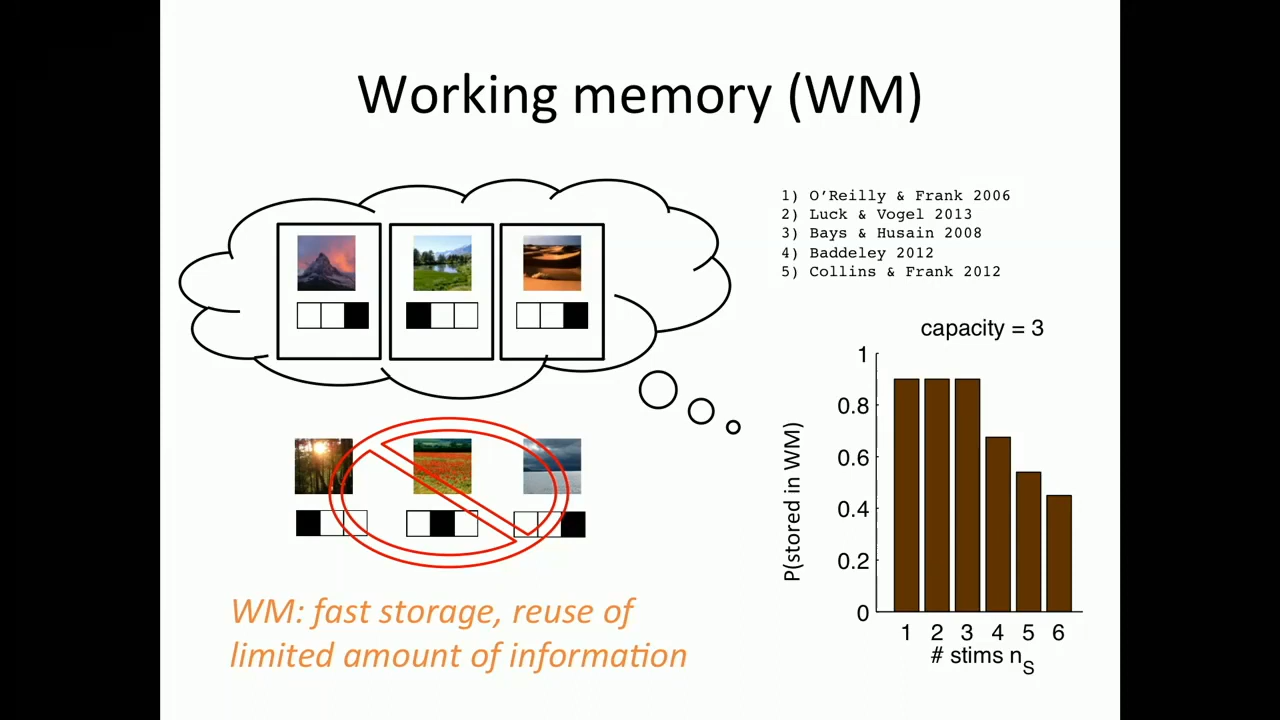 Working memory (WM)
1) O'Reilly & Frank 2006
2) Luck & Vogel 2013
3) Bays & Husain 2008
4) Baddeley 2012
5) Collins & Frank 2012
capacity = 3
1
0.8
0.6
0.4
0.2
0
P(stored in WM)
1 2 3 4 5 6
# stims nS
WM: fast storage, reuse of
limited amount of information